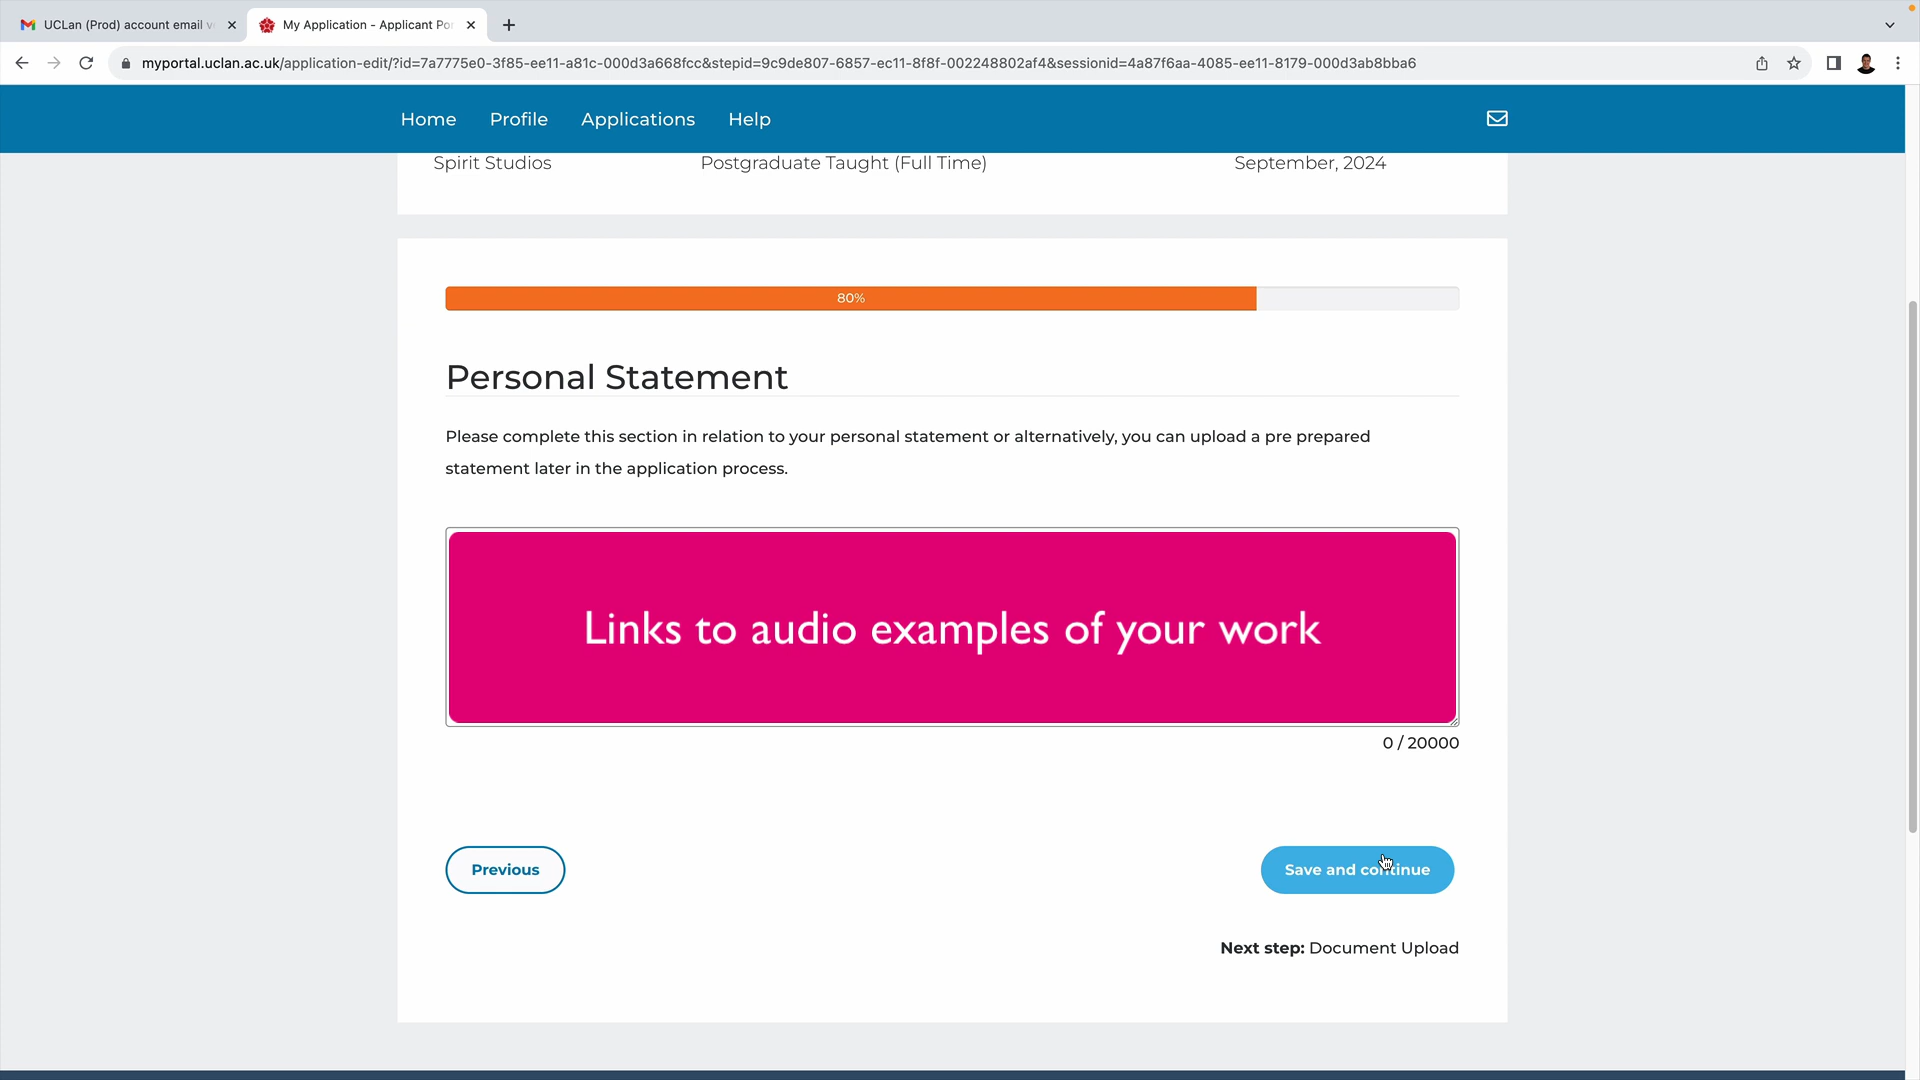 UCLan (Prod) account email v
My Application - Applicant Po
myportal.uclan.ac.uk/application-edit/?id=7a7775e0-3f85-ee11-a81c-000d3a668fcc&stepid=9c9de807-6857-ec11-8f8f-002248802af4&sessionid=4a87f6aa-4085-ee11-8179-000d3ab8bba6
Home Profile Applications Help
Spirit Studios Postgraduate Taught (Full Time) September, 2024
80%
Personal Statement
Please complete this section in relation to your personal statement or alternatively, you can upload a pre prepared
statement later in the application process.
Links to audio examples of your work
0 / 20000
Previous Save and continue
Next step: Document Upload